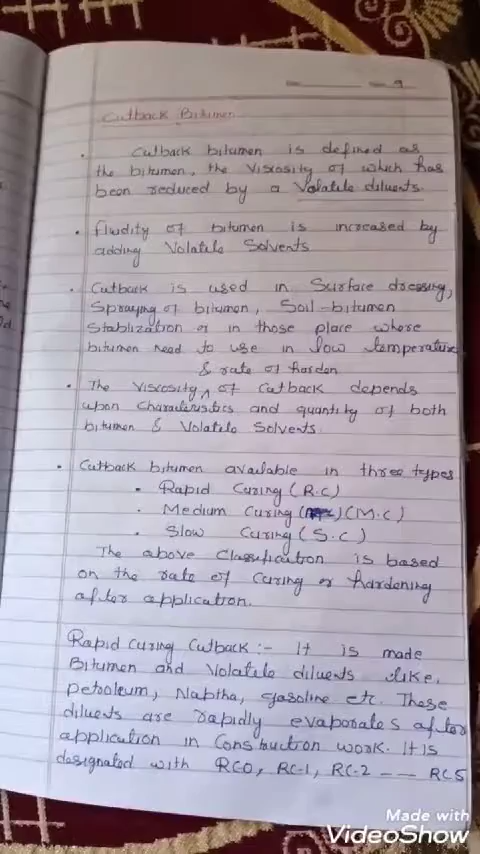 9
Cutback Bitumen
• Cutback bitumen is defined as
the bitumen, the Viscosity of which has
been reduced by a Volatile diluents.
• fluidity of bitumen is increased by
adding Volatile Solvents
• Cutback is used in Surface dressing,
Spraying of bitumen, Soil-bitumen
Stablization or in those place where
bitumen need to use in low temperature
& rate of harden
• The Viscosity ^ of Cutback depends
upon Characteristics and quantity of both
bitumen & Volatile Solvents.
• Cutback bitumen available in three types
• Rapid Curing (R.C)
• Medium Curing (M.C)
• Slow Curing (S.C)
The above Classification is based
on the rate of Curing or hardening
after application.
Rapid Curing Cutback :- It is made
Bitumen and Volatile diluents like,
petroleum, Naptha, gasoline etc. These
diluents are rapidly evaporates after
application in Construction work. It is
designated with RC0, RC-1, RC-2 -- RC5
Made with
VideoShow